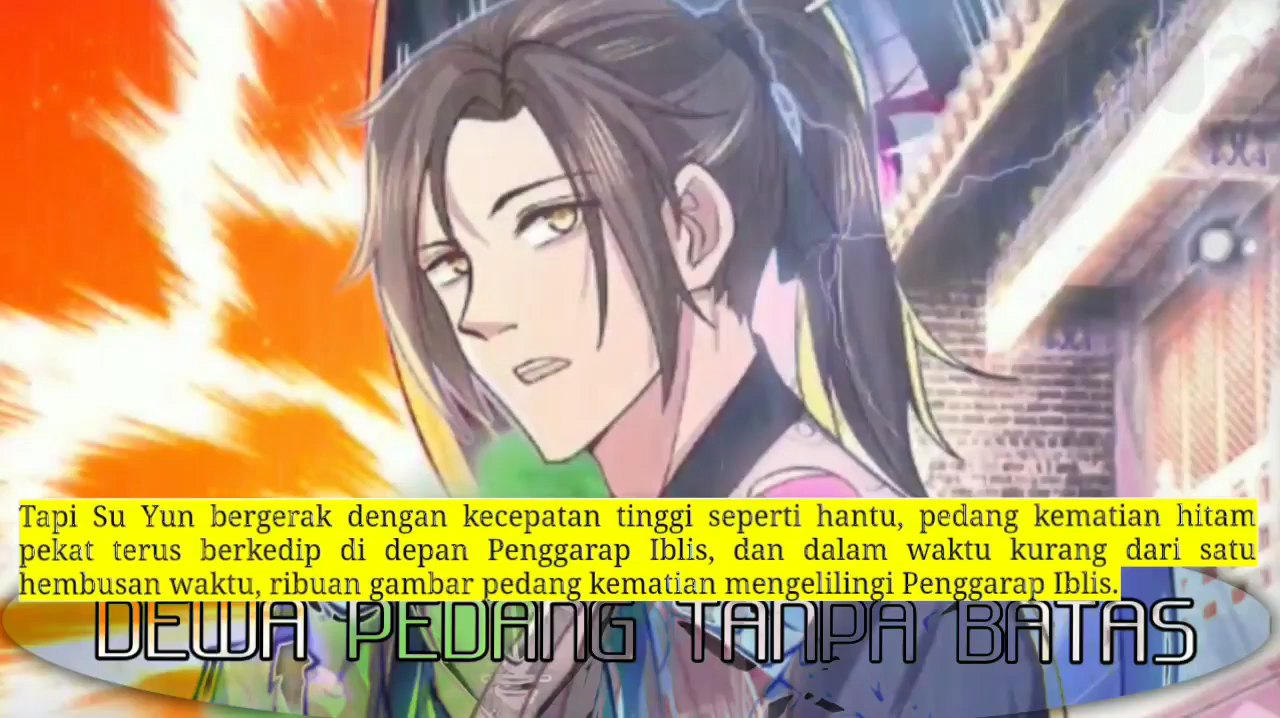 Tapi Su Yun bergerak dengan kecepatan tinggi seperti hantu, pedang kematian hitam
pekat terus berkedip di depan Penggarap Iblis, dan dalam waktu kurang dari satu
hembusan waktu, ribuan gambar pedang kematian mengelilingi Penggarap Iblis.
DEWA PEDANG TANPA BATAS